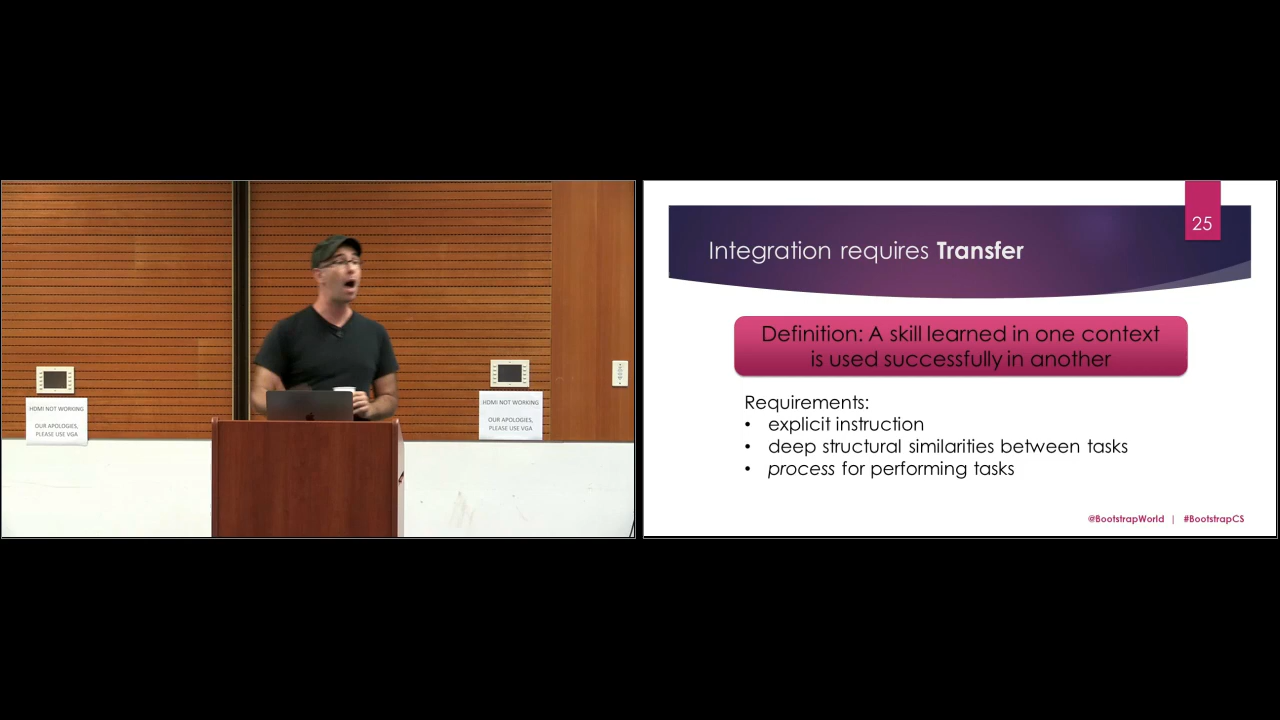 HDMI NOT WORKING
OUR APOLOGIES,
PLEASE USE VGA
HDMI NOT WORKING
OUR APOLOGIES,
PLEASE USE VGA
25
Integration requires Transfer
Definition: A skill learned in one context
is used successfully in another
Requirements:
• explicit instruction
• deep structural similarities between tasks
• process for performing tasks
@BootstrapWorld | #BootstrapCS